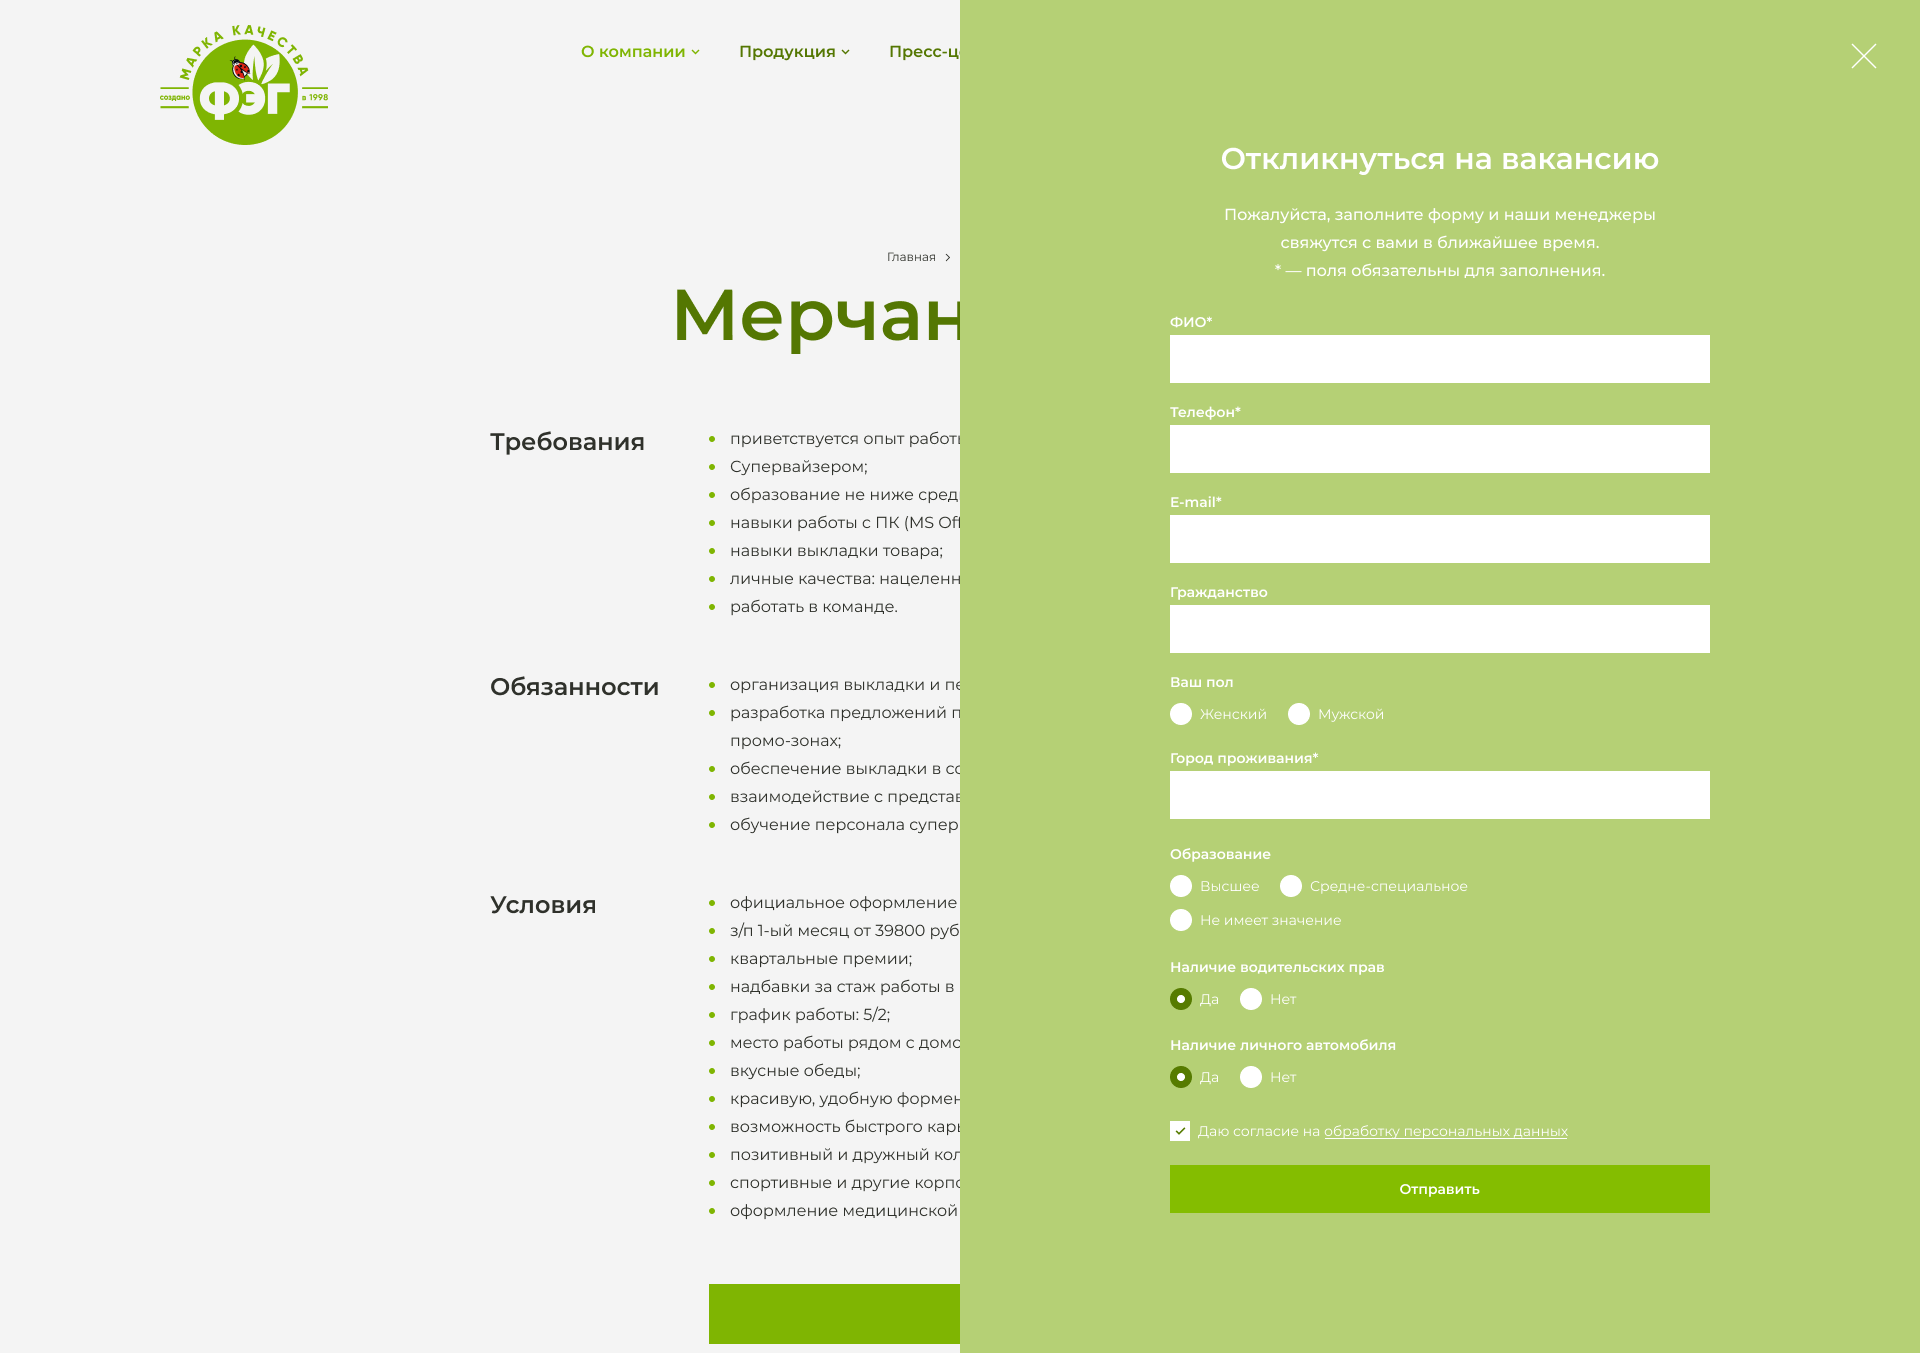 МАРКА КАЧЕСТВА
создано
ФЭГ
в 1998
О компании
Продукция
Пресс-ц
Главная
Мерчан
Требования
приветствуется опыт работы
Супервайзером;
образование не ниже сред
навыки работы с ПК (MS Off
навыки выкладки товара;
личные качества: нацеленн
работать в команде.
Обязанности
организация выкладки и пе
разработка предложений п
промо-зонах;
обеспечение выкладки в со
взаимодействие с представ
обучение персонала супер
Условия
официальное оформление
з/п 1-ый месяц от 39800 руб
квартальные премии;
надбавки за стаж работы в
график работы: 5/2;
место работы рядом с домо
вкусные обеды;
красивую, удобную формен
возможность быстрого карь
позитивный и дружный кол
спортивные и другие корпо
оформление медицинской
Откликнуться на вакансию
Пожалуйста, заполните форму и наши менеджеры
свяжутся с вами в ближайшее время.
* — поля обязательны для заполнения.
ФИО*
Телефон*
E-mail*
Гражданство
Ваш пол
Женский
Мужской
Город проживания*
Образование
Высшее
Средне-специальное
Не имеет значение
Наличие водительских прав
Да
Нет
Наличие личного автомобиля
Да
Нет
Даю согласие на обработку персональных данных
Отправить